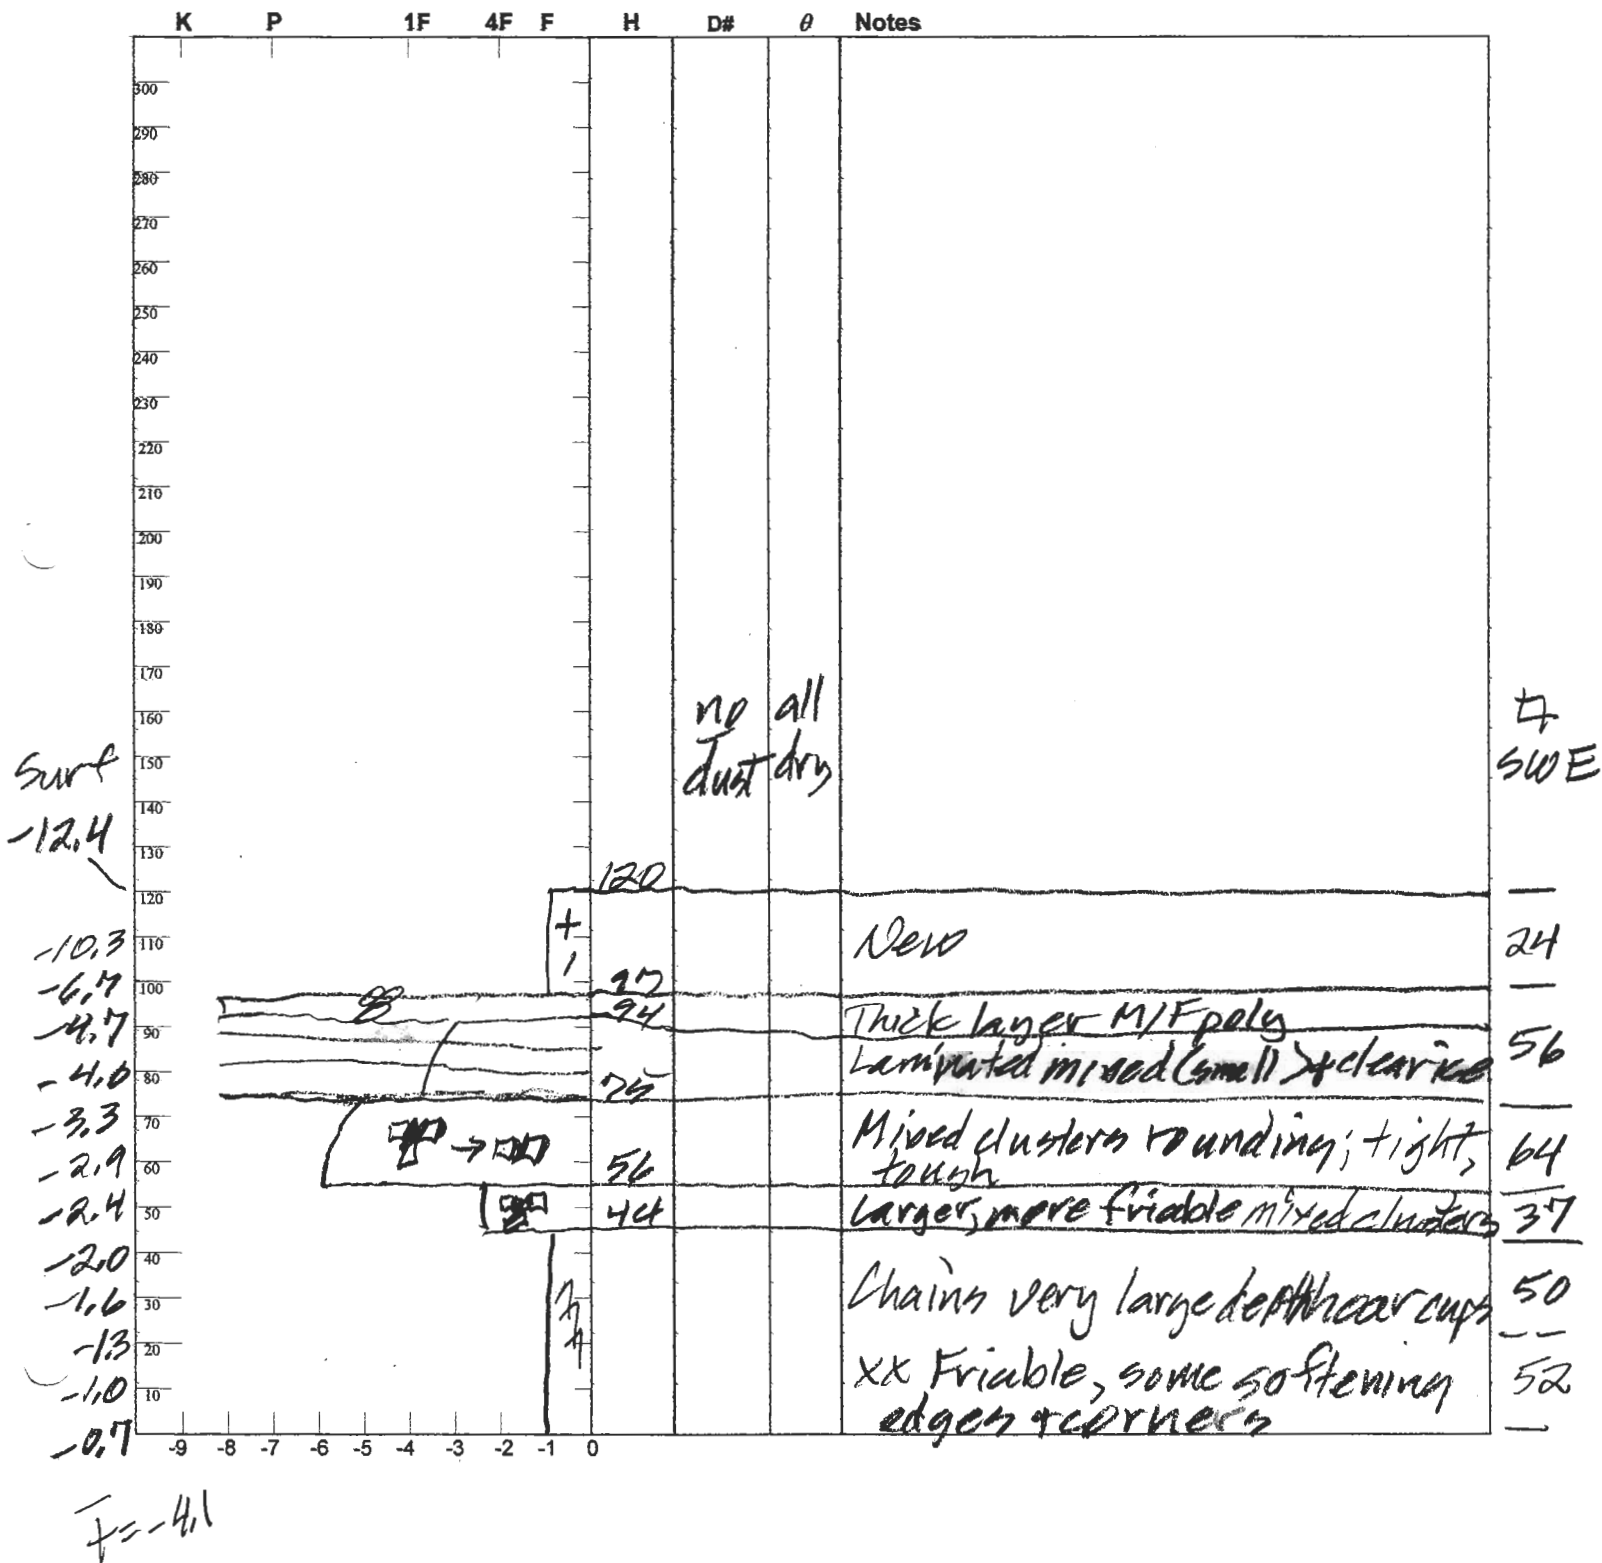 K P 1F 4F F H D# θ Notes
300
290
280
270
260
250
240
230
220
210
200
190
180
170
160 no all #
Surf 150 dust dry SWE
140
-12.4 130
120 120
-10.3 110 + New 24
/
-6.7 100 97
-4.7 90 94 Thick layer M/F poly
Laminated mixed (small) + clear ice 56
-4.0 80 75
-3.3 70 Mixed clusters rounding; tight, 64
-2.9 60 → 56 tough
-2.4 50 44 Larger, more friable mixed clusters 37
-2.0 40
-1.6 30 Chains very large depth hoar cups 50
-1.3 20
-1.0 10 xx Friable, some softening 52
-0.7 edges + corners
-9 -8 -7 -6 -5 -4 -3 -2 -1 0
T̄ = -4.1